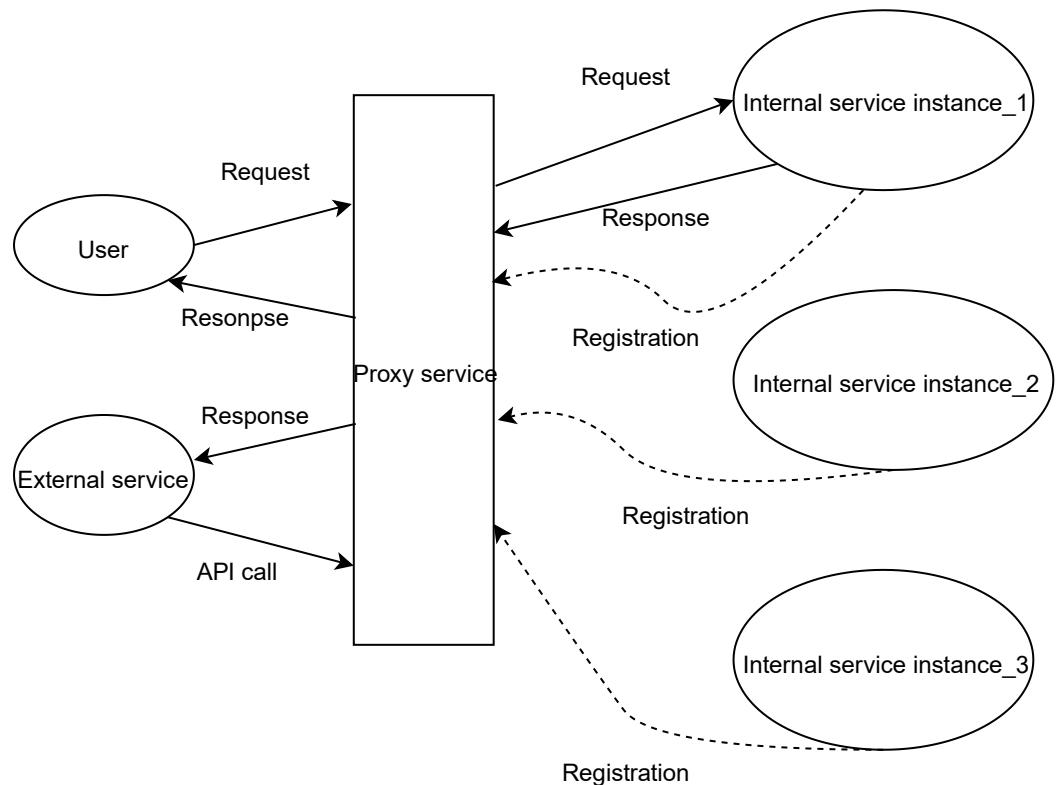 Request
Internal service instance_1
Request
Response
User
Resonpse
Registration
Proxy service
Internal service instance_2
Response
External service
Registration
API call
Internal service instance_3
Registration